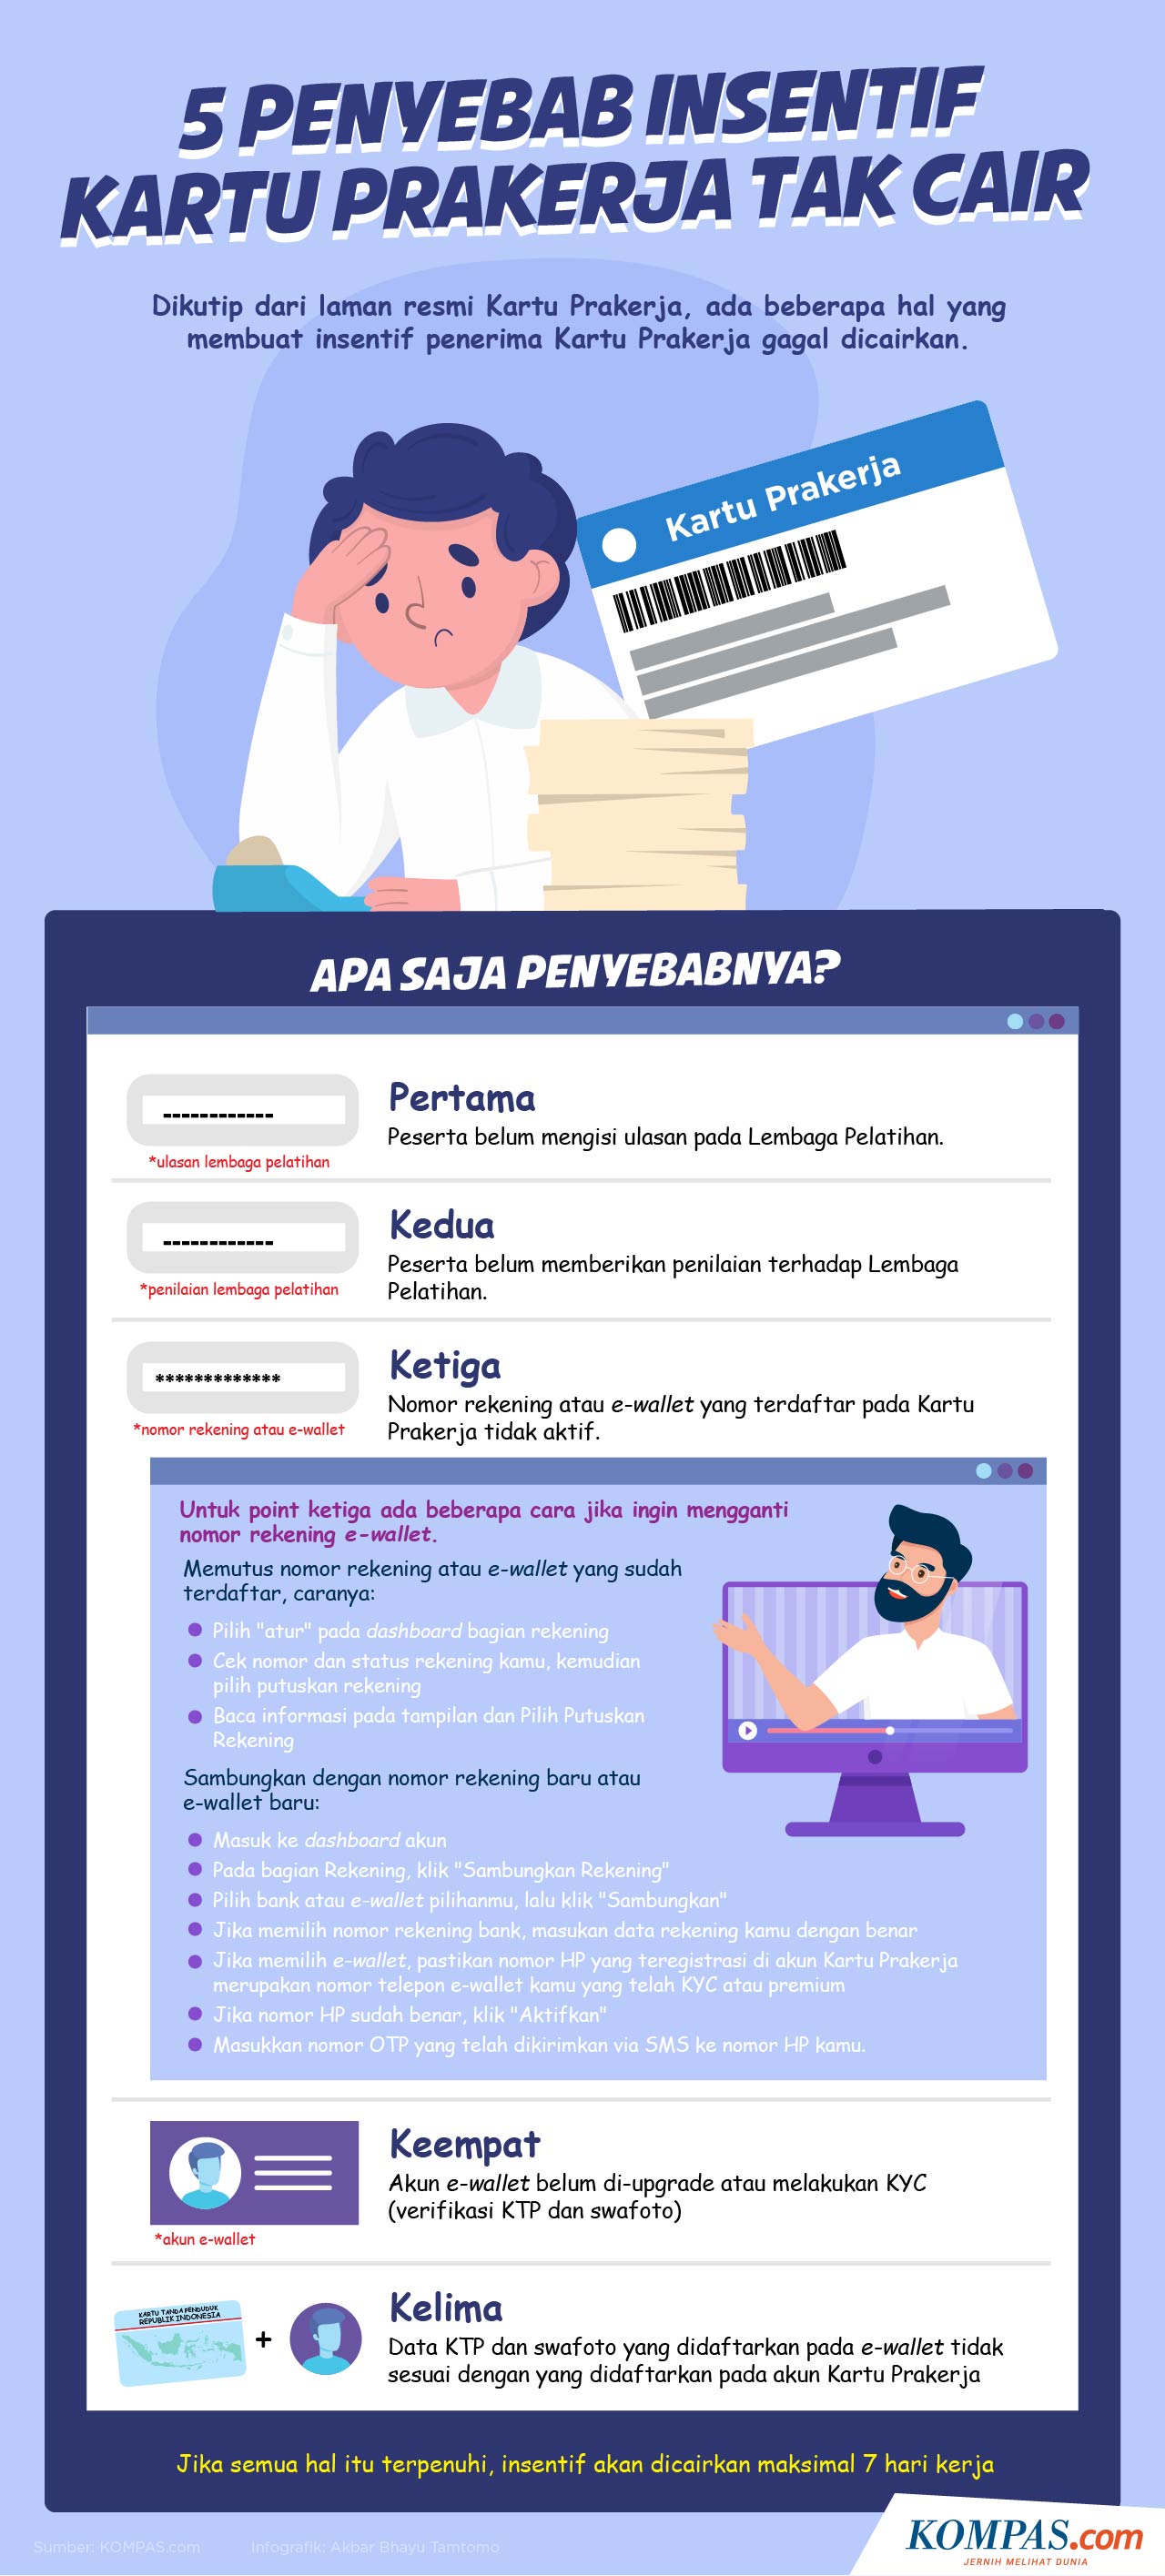 5 PENYEBAB INSENTIF
KARTU PRAKERJA TAK CAIR
Dikutip dari laman resmi Kartu Prakerja, ada beberapa hal yang
membuat insentif penerima Kartu Prakerja gagal dicairkan.
Kartu Prakerja
APA SAJA PENYEBABNYA?
------------
*ulasan lembaga pelatihan
Pertama
Peserta belum mengisi ulasan pada Lembaga Pelatihan.
------------
*penilaian lembaga pelatihan
Kedua
Peserta belum memberikan penilaian terhadap Lembaga
Pelatihan.
*************
*nomor rekening atau e-wallet
Ketiga
Nomor rekening atau e-wallet yang terdaftar pada Kartu
Prakerja tidak aktif.
Untuk point ketiga ada beberapa cara jika ingin mengganti
nomor rekening e-wallet.
Memutus nomor rekening atau e-wallet yang sudah
terdaftar, caranya:
Pilih "atur" pada dashboard bagian rekening
Cek nomor dan status rekening kamu, kemudian
pilih putuskan rekening
Baca informasi pada tampilan dan Pilih Putuskan
Rekening
Sambungkan dengan nomor rekening baru atau
e-wallet baru:
Masuk ke dashboard akun
Pada bagian Rekening, klik "Sambungkan Rekening"
Pilih bank atau e-wallet pilihanmu, lalu klik "Sambungkan"
Jika memilih nomor rekening bank, masukan data rekening kamu dengan benar
Jika memilih e-wallet, pastikan nomor HP yang teregistrasi di akun Kartu Prakerja
merupakan nomor telepon e-wallet kamu yang telah KYC atau premium
Jika nomor HP sudah benar, klik "Aktifkan"
Masukkan nomor OTP yang telah dikirimkan via SMS ke nomor HP kamu.
*akun e-wallet
Keempat
Akun e-wallet belum di-upgrade atau melakukan KYC
(verifikasi KTP dan swafoto)
KARTU TANDA PENDUDUK
REPUBLIK INDONESIA
+
Kelima
Data KTP dan swafoto yang didaftarkan pada e-wallet tidak
sesuai dengan yang didaftarkan pada akun Kartu Prakerja
Jika semua hal itu terpenuhi, insentif akan dicairkan maksimal 7 hari kerja
Sumber: KOMPAS.com Infografik: Akbar Bhayu Tamtomo
KOMPAS.com
JERNIH MELIHAT DUNIA